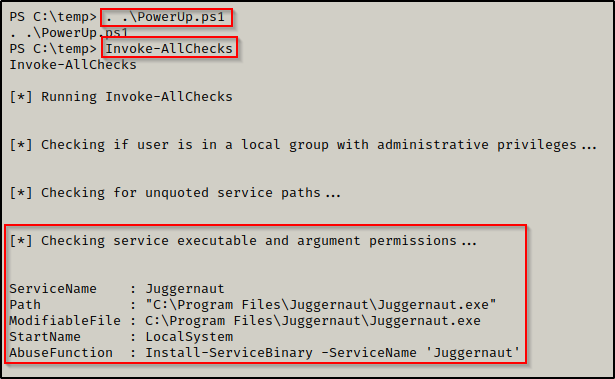 PS C:\temp> . .\PowerUp.ps1
. .\PowerUp.ps1
PS C:\temp> Invoke-AllChecks
Invoke-AllChecks
[*] Running Invoke-AllChecks
[*] Checking if user is in a local group with administrative privileges...
[*] Checking for unquoted service paths...
[*] Checking service executable and argument permissions...
ServiceName    : Juggernaut
Path           : "C:\Program Files\Juggernaut\Juggernaut.exe"
ModifiableFile : C:\Program Files\Juggernaut\Juggernaut.exe
StartName      : LocalSystem
AbuseFunction  : Install-ServiceBinary -ServiceName 'Juggernaut'